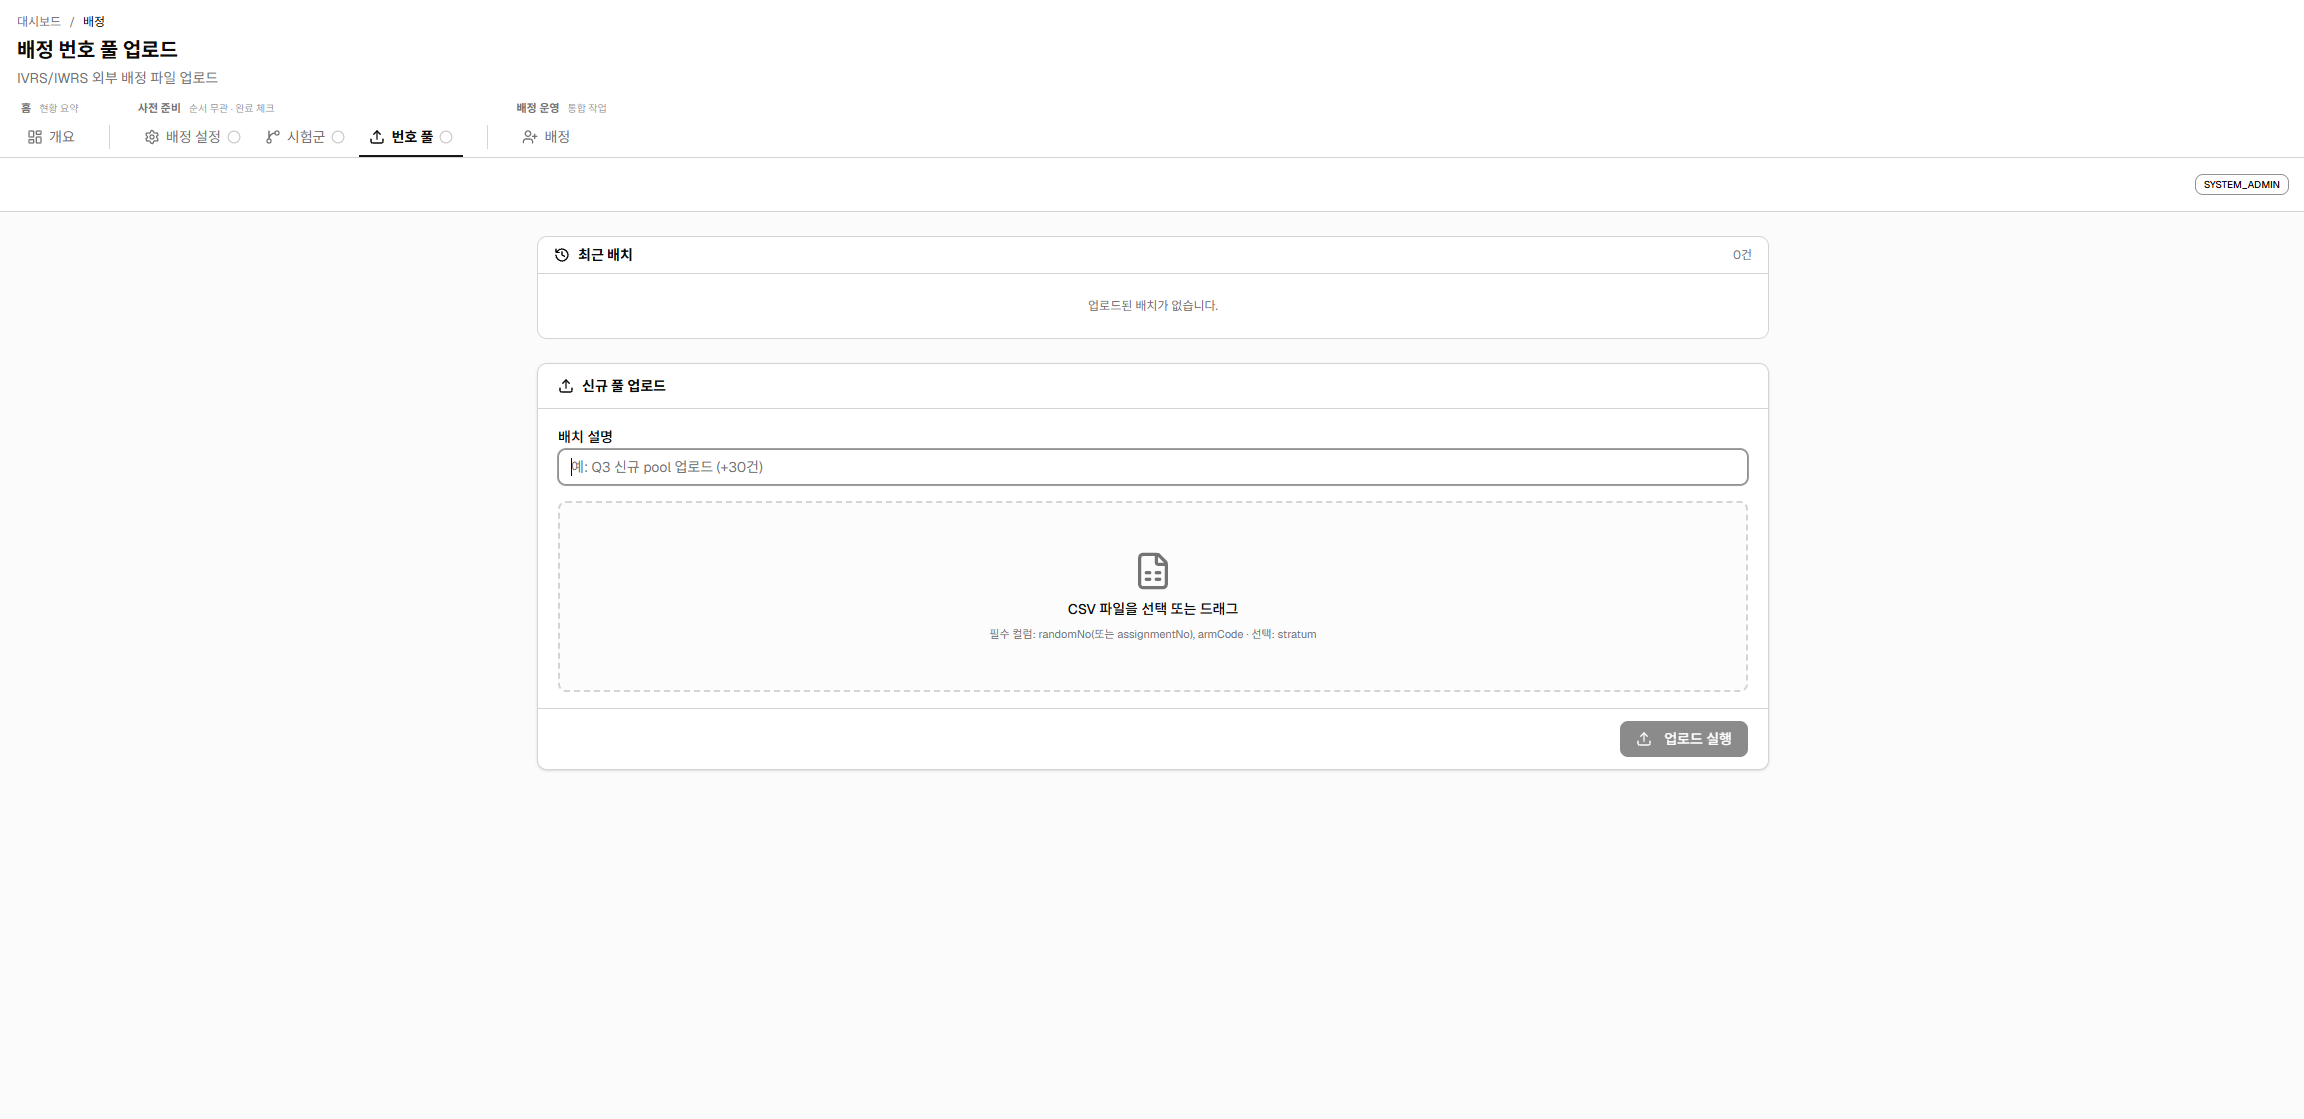 대시보드 / 배정
배정 번호 풀 업로드
IVRS/IWRS 외부 배정 파일 업로드
홈 현황 요약
사전 준비 순서 무관 · 완료 체크
배정 운영 통합 작업
개요
배정 설정
시험군
번호 풀
배정
SYSTEM_ADMIN
최근 배치
0건
업로드된 배치가 없습니다.
신규 풀 업로드
배치 설명
예: Q3 신규 pool 업로드 (+30건)
CSV 파일을 선택 또는 드래그
필수 컬럼: randomNo(또는 assignmentNo), armCode · 선택: stratum
업로드 실행